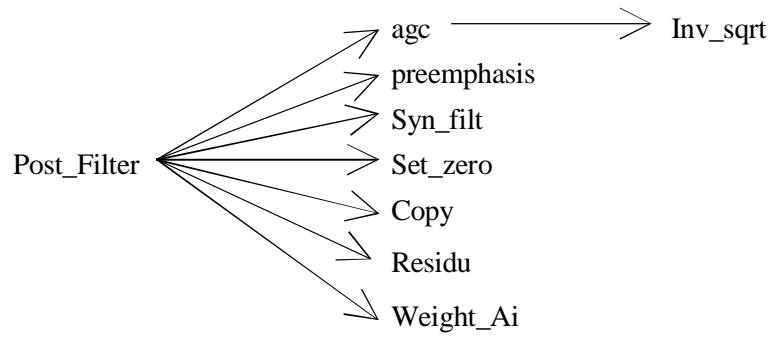 agc
Inv_sqrt
preemphasis
Syn_filt
Post_Filter
Set_zero
Copy
Residu
Weight_Ai